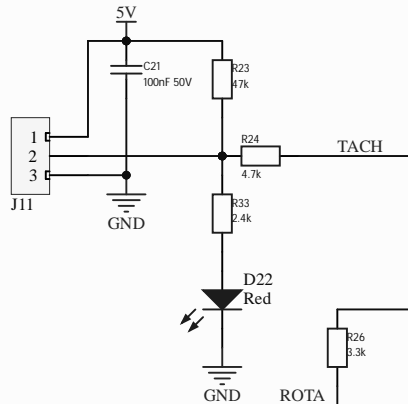 5V
C21
100nF 50V
R23
47k
1
2
3
J11
R24
4.7k
TACH
GND
R33
2.4k
D22
Red
R26
3.3k
GND
ROTA